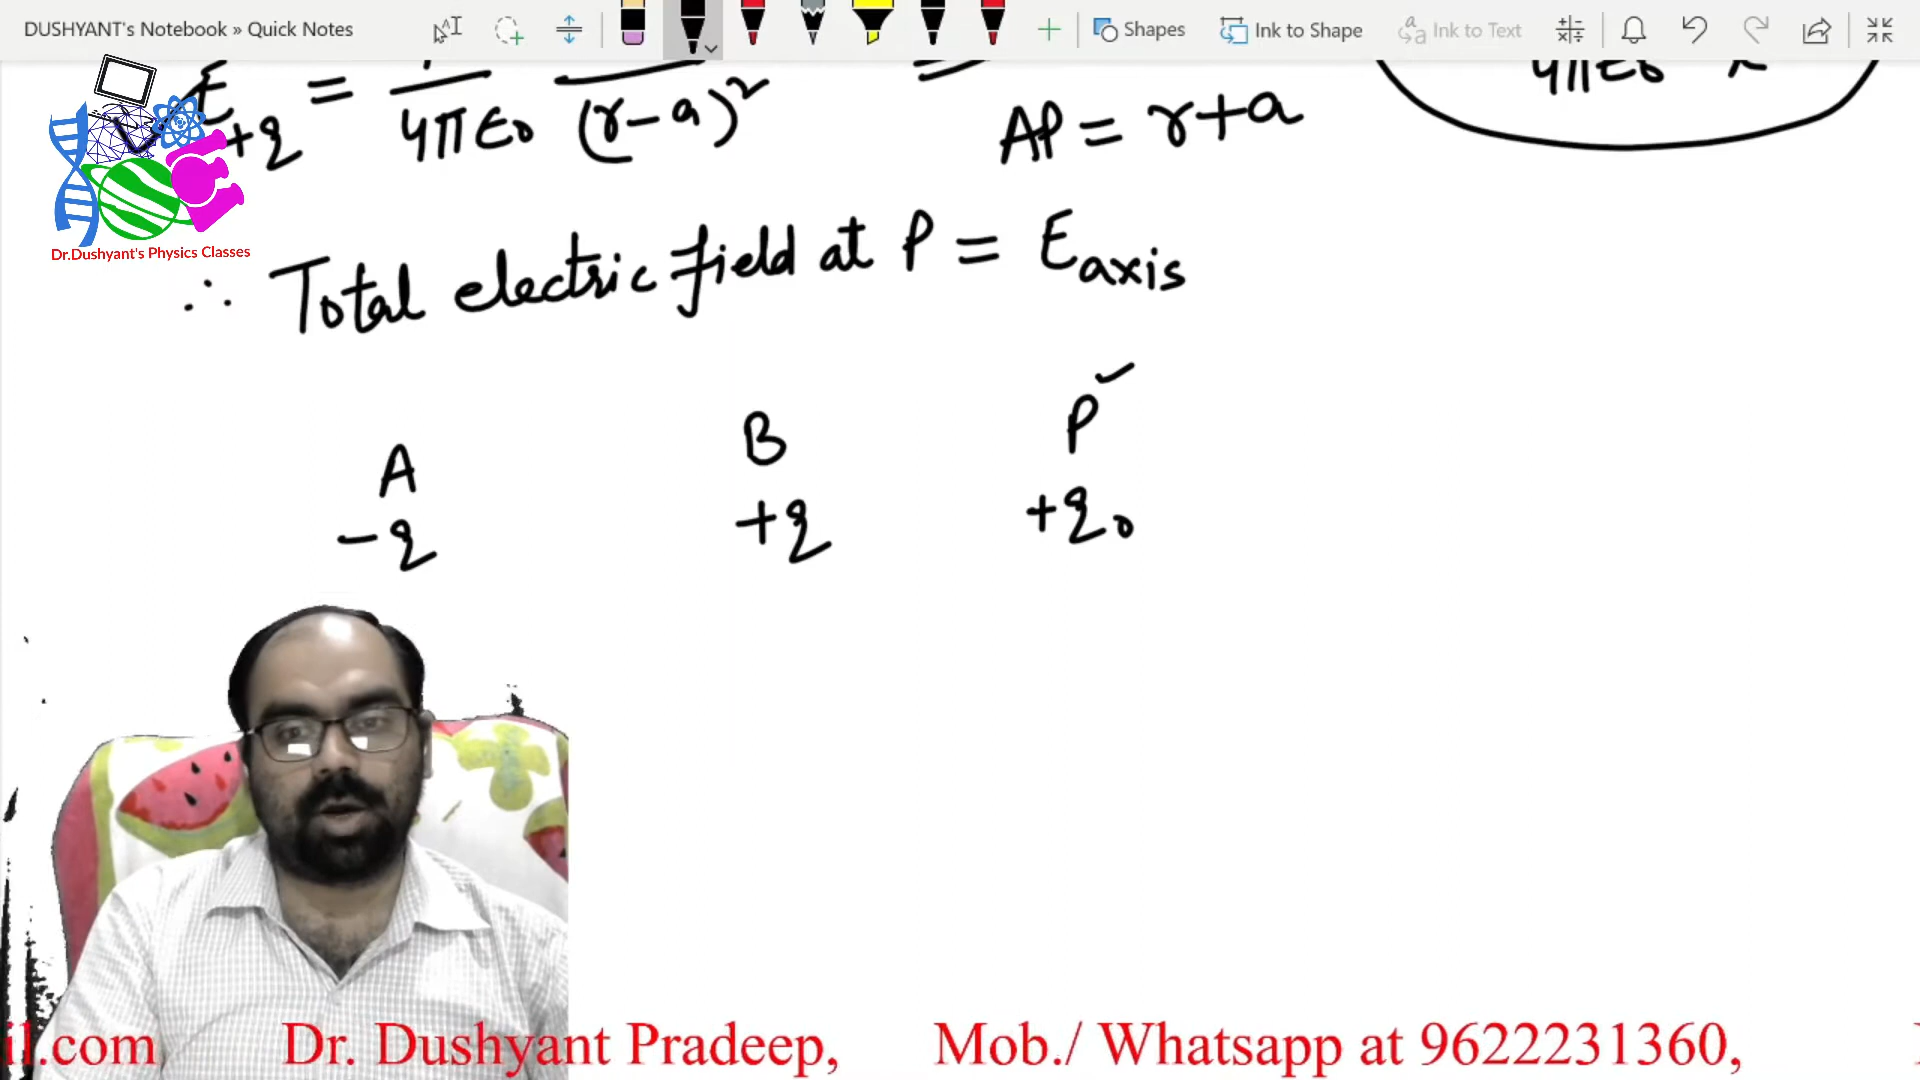 DUSHYANT's Notebook » Quick Notes Shapes Ink to Shape Ink to Text
E+q = 4πε0 (r-a)²
AP = r+a
4πε0
Dr.Dushyant's Physics Classes
∴ Total electric field at P = Eaxis
A B P
-q +q +q0
il.com Dr. Dushyant Pradeep, Mob./ Whatsapp at 9622231360,